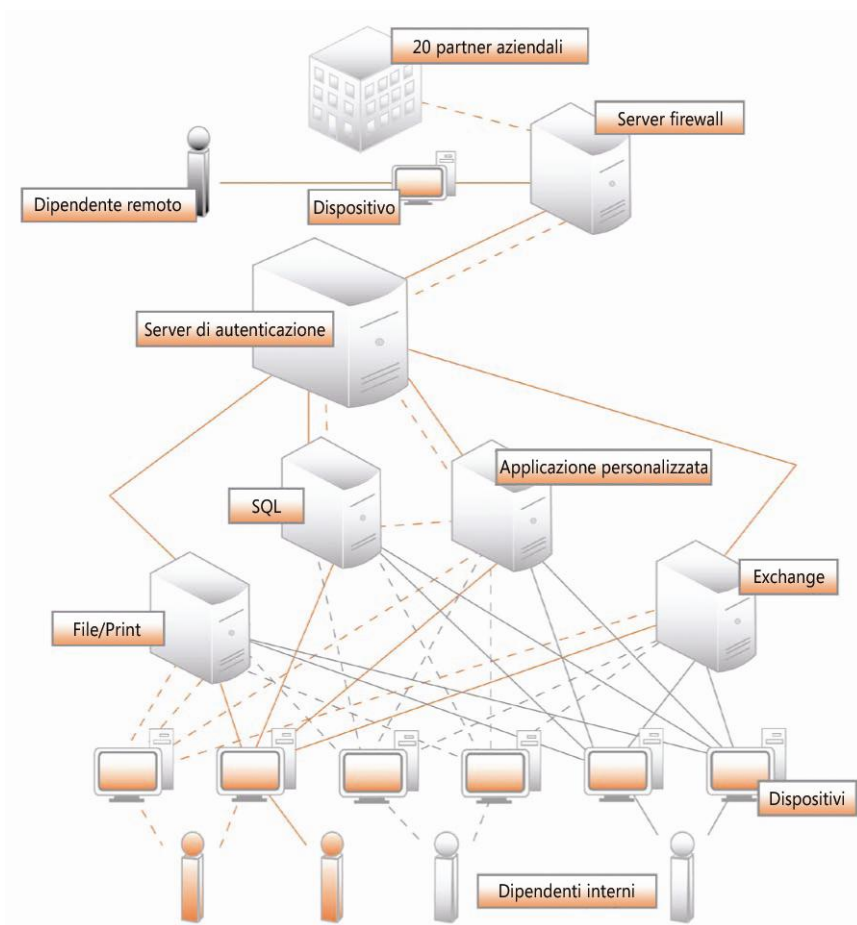 20 partner aziendali
Server firewall
Dipendente remoto
Dispositivo
Server di autenticazione
Applicazione personalizzata
SQL
Exchange
File/Print
Dispositivi
Dipendenti interni